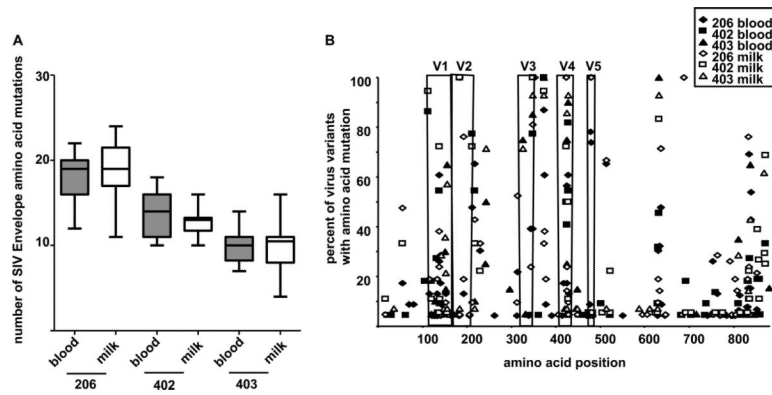 A
number of SIV Envelope amino acid mutations
30
20
10
blood
milk
blood
milk
blood
milk
206
402
403
B
206 blood
402 blood
403 blood
206 milk
402 milk
403 milk
V1
V2
V3
V4
V5
percent of virus variants
with amino acid mutation
100
80
60
40
20
100
200
300
400
500
600
700
800
amino acid position